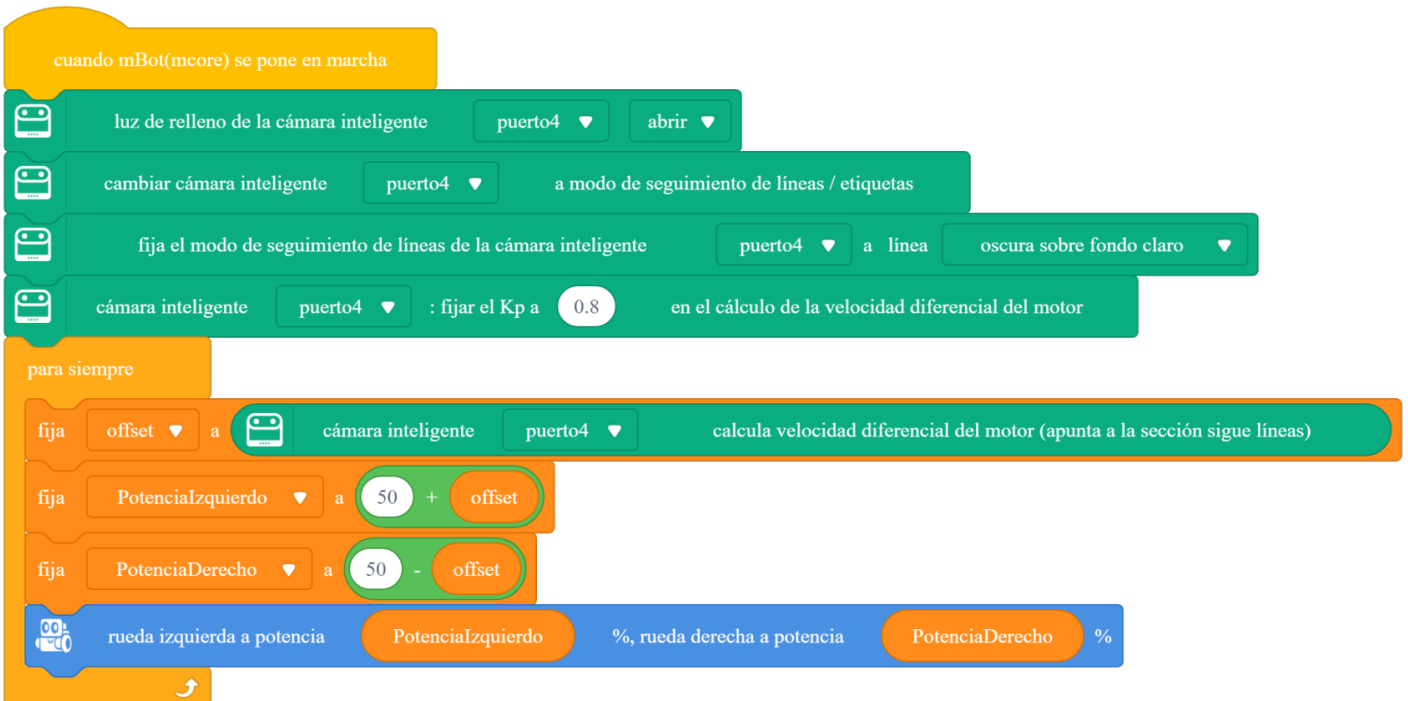 cuando mBot(mcore) se pone en marcha
luz de relleno de la cámara inteligente puerto4 abrir
cambiar cámara inteligente puerto4 a modo de seguimiento de líneas / etiquetas
fija el modo de seguimiento de líneas de la cámara inteligente puerto4 a línea oscura sobre fondo claro
cámara inteligente puerto4 : fijar el Kp a 0.8 en el cálculo de la velocidad diferencial del motor
para siempre
fija offset a cámara inteligente puerto4 calcula velocidad diferencial del motor (apunta a la sección sigue líneas)
fija PotenciaIzquierdo a 50 + offset
fija PotenciaDerecho a 50 - offset
rueda izquierda a potencia PotenciaIzquierdo %, rueda derecha a potencia PotenciaDerecho %